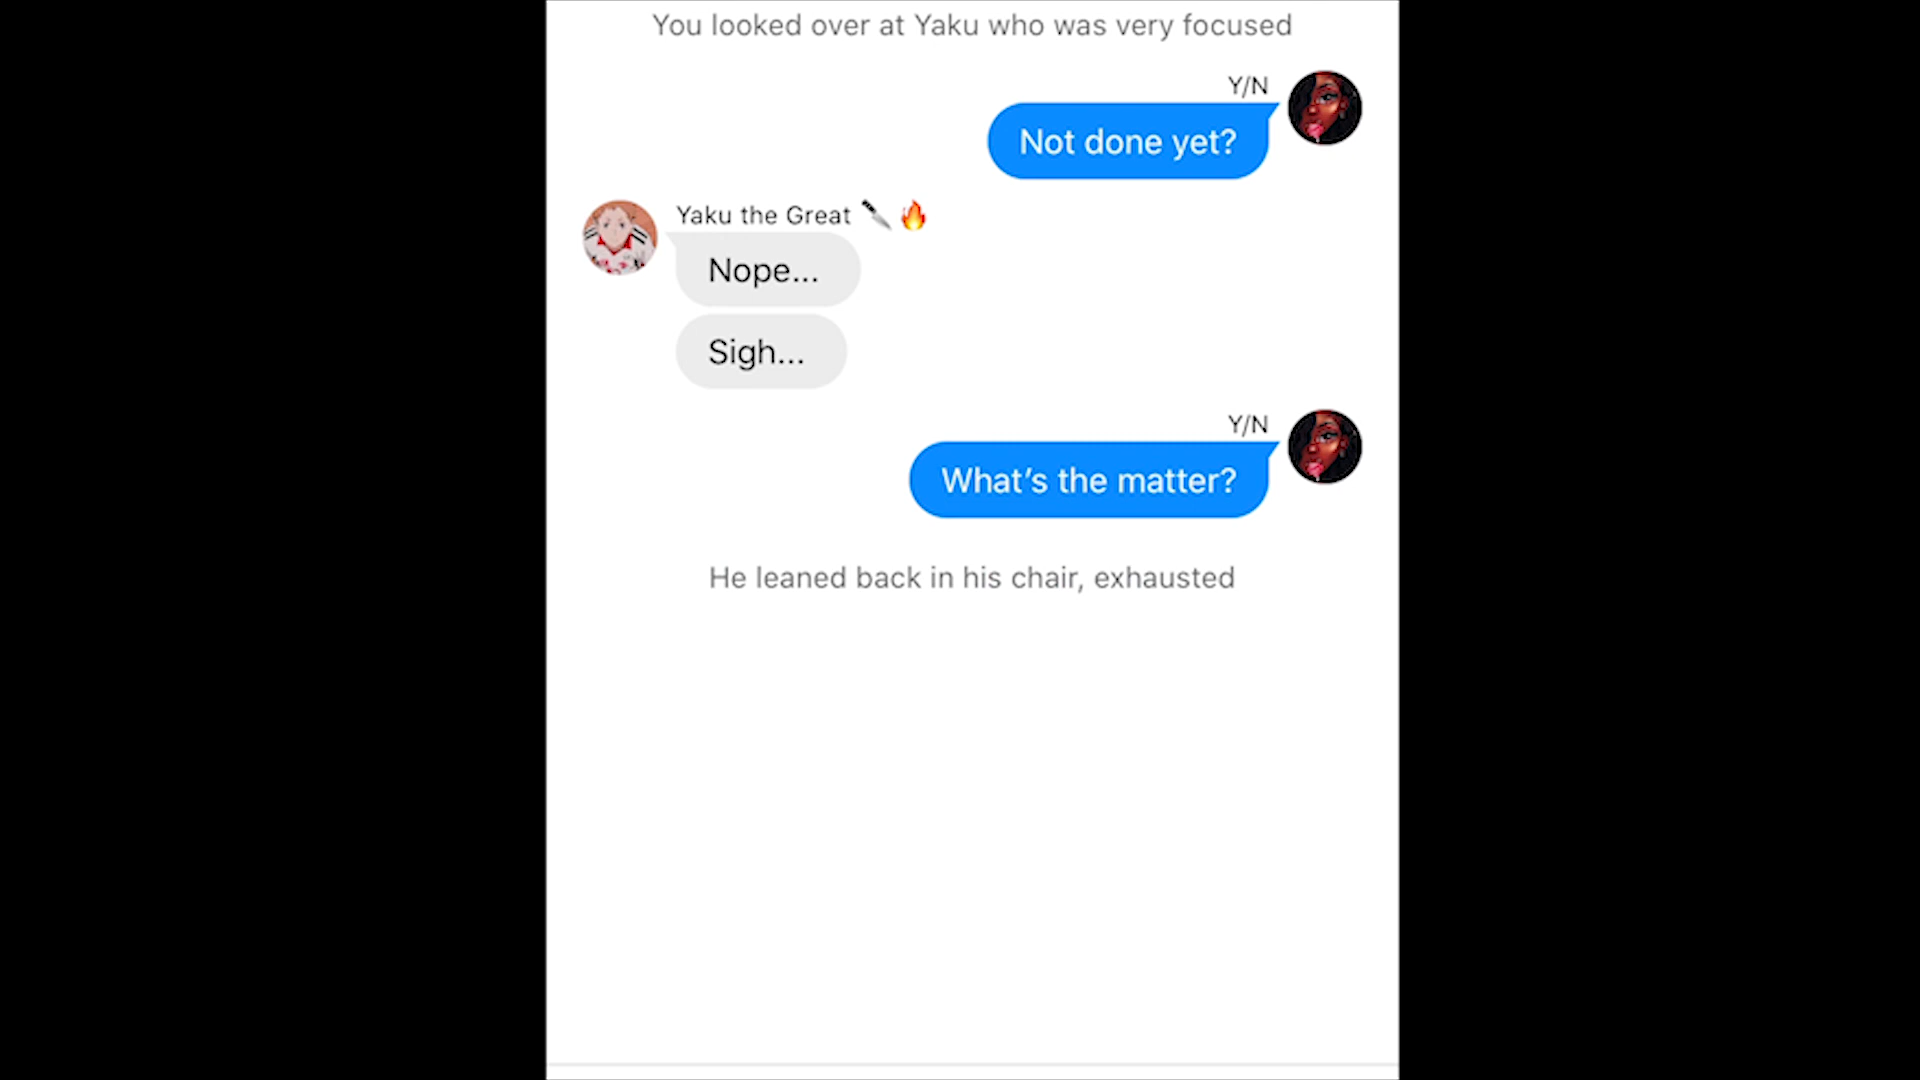 You looked over at Yaku who was very focused
Y/N
Not done yet?
Yaku the Great 🔪🔥
Nope...
Sigh...
Y/N
What’s the matter?
He leaned back in his chair, exhausted